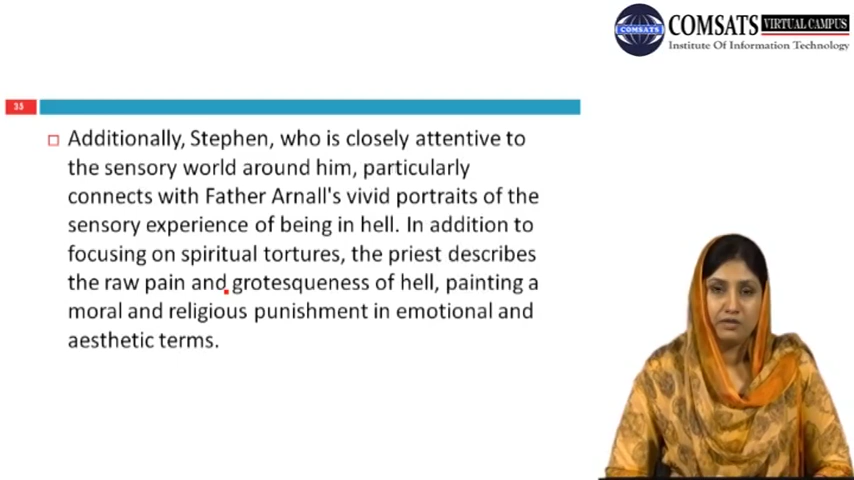 COMSATS
COMSATS VIRTUAL CAMPUS
Institute Of Information Technology
35
Additionally, Stephen, who is closely attentive to
the sensory world around him, particularly
connects with Father Arnall's vivid portraits of the
sensory experience of being in hell. In addition to
focusing on spiritual tortures, the priest describes
the raw pain and grotesqueness of hell, painting a
moral and religious punishment in emotional and
aesthetic terms.